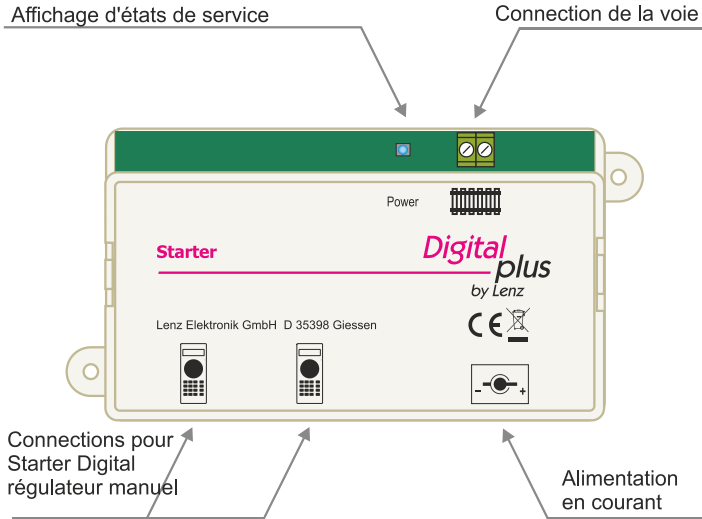 Affichage d'états de service
Connection de la voie
Power
Starter
Digital
plus
by Lenz
Lenz Elektronik GmbH D 35398 Giessen
CE
- +
Connections pour
Starter Digital
régulateur manuel
Alimentation
en courant